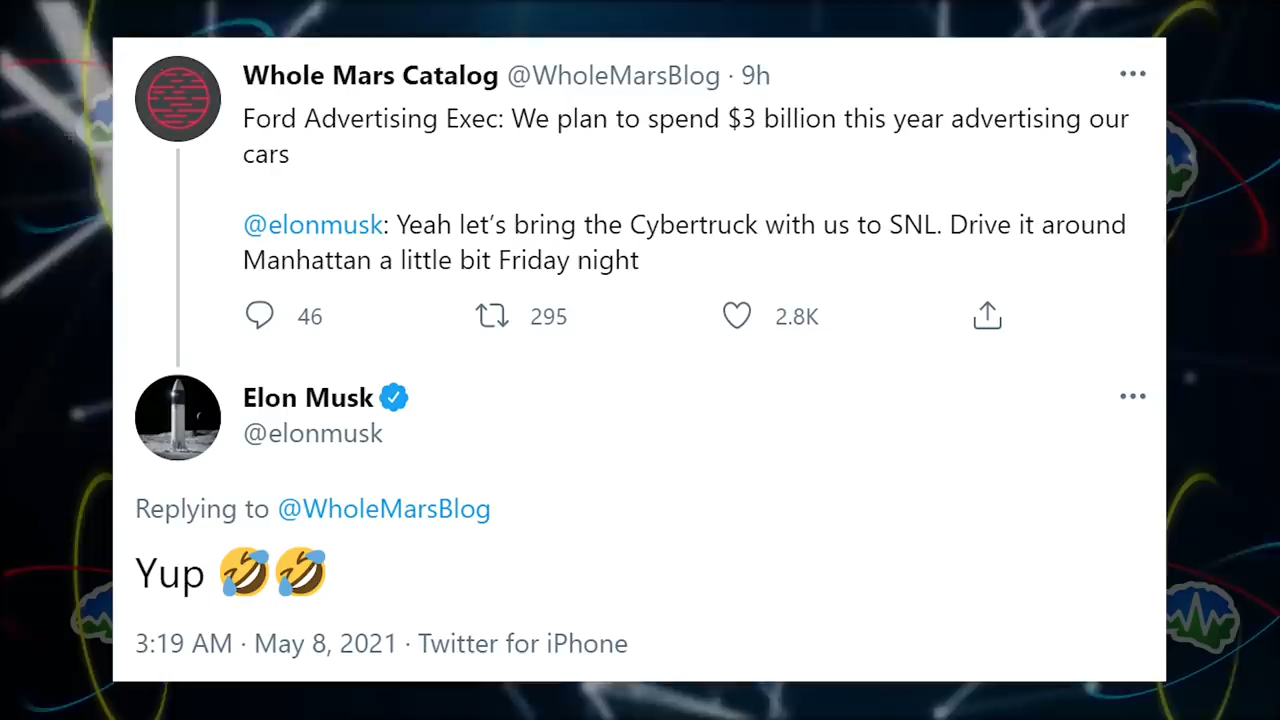 Whole Mars Catalog @WholeMarsBlog · 9h
Ford Advertising Exec: We plan to spend $3 billion this year advertising our
cars
@elonmusk: Yeah let’s bring the Cybertruck with us to SNL. Drive it around
Manhattan a little bit Friday night
46 295 2.8K
Elon Musk
@elonmusk
Replying to @WholeMarsBlog
Yup 🤣🤣
3:19 AM · May 8, 2021 · Twitter for iPhone